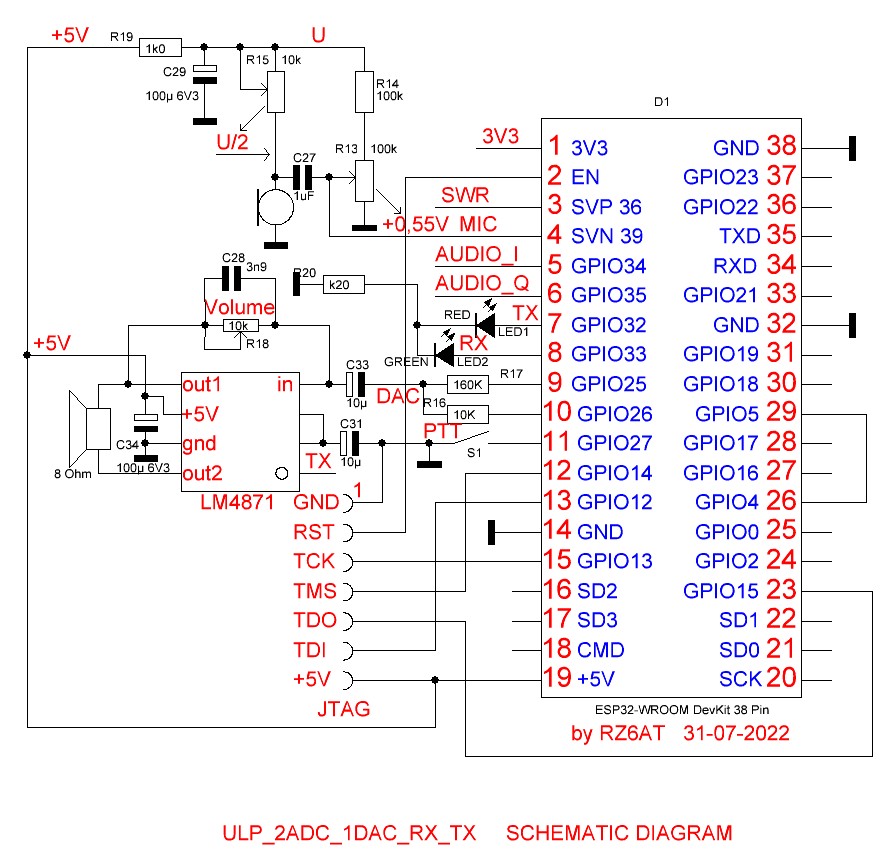 +5V
R19
1k0
U
C29
100µ 6V3
R15
10k
R14
100k
U/2
C27
1uF
R13
100k
+0,55V MIC
D1
3V3
SWR
AUDIO_I
AUDIO_Q
C28
3n9
Volume
10k
R18
R20
k20
RED
TX
LED1
RX
GREEN
LED2
+5V
out1
in
+5V
gnd
out2
LM4871
8 Ohm
C34
100µ 6V3
C33
10µ
DAC
160K
R17
R16
10K
C31
10µ
PTT
S1
TX
1
GND
RST
TCK
TMS
TDO
TDI
+5V
JTAG
1 3V3
2 EN
3 SVP 36
4 SVN 39
5 GPIO34
6 GPIO35
7 GPIO32
8 GPIO33
9 GPIO25
10 GPIO26
11 GPIO27
12 GPIO14
13 GPIO12
14 GND
15 GPIO13
16 SD2
17 SD3
18 CMD
19 +5V
GND 38
GPIO23 37
GPIO22 36
TXD 35
RXD 34
GPIO21 33
GND 32
GPIO19 31
GPIO18 30
GPIO5 29
GPIO17 28
GPIO16 27
GPIO4 26
GPIO0 25
GPIO2 24
GPIO15 23
SD1 22
SD0 21
SCK 20
ESP32-WROOM DevKit 38 Pin
by RZ6AT 31-07-2022
ULP_2ADC_1DAC_RX_TX SCHEMATIC DIAGRAM